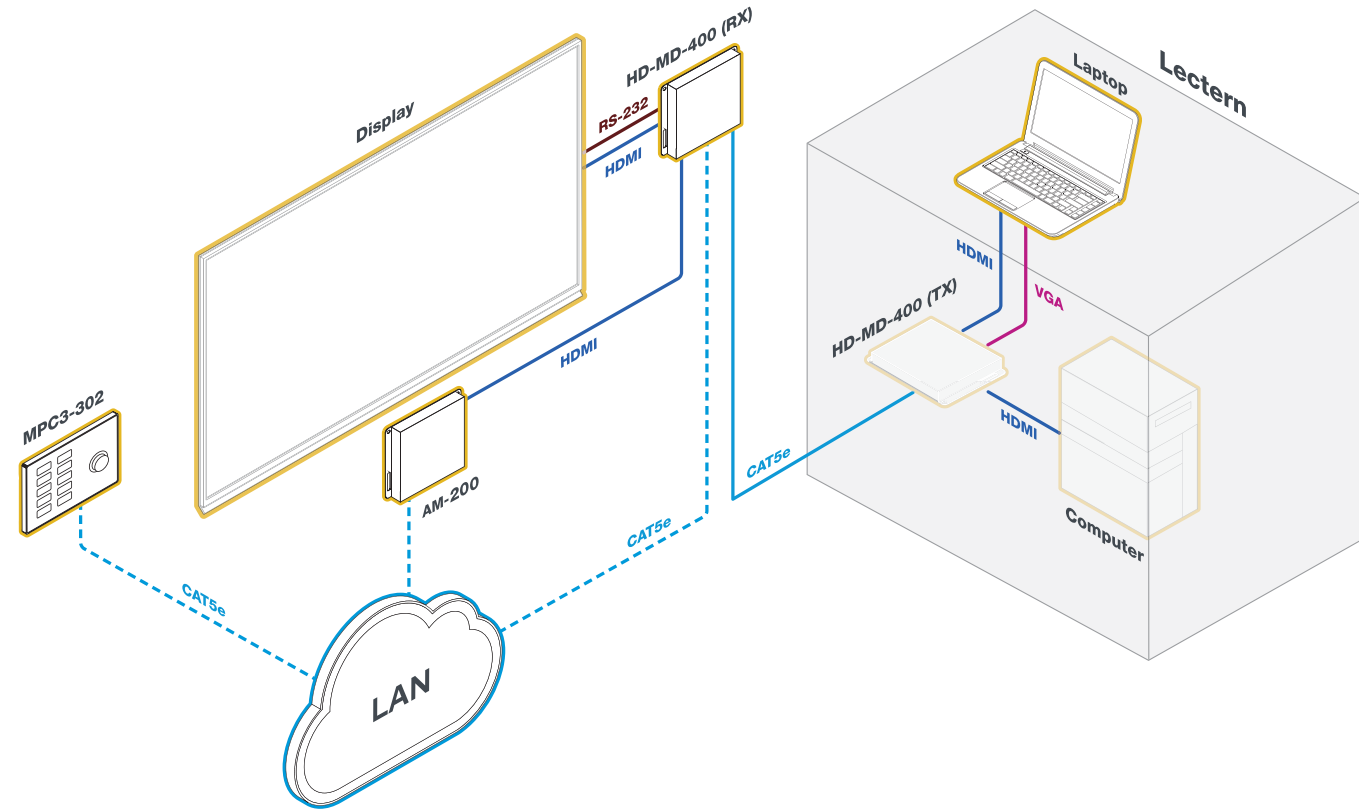 HD-MD-400 (RX)
Lectern
Laptop
Display
RS-232
HDMI
HDMI
HD-MD-400 (TX)
VGA
HDMI
MPC3-302
HDMI
CAT5e
AM-200
CAT5e
Computer
CAT5e
LAN